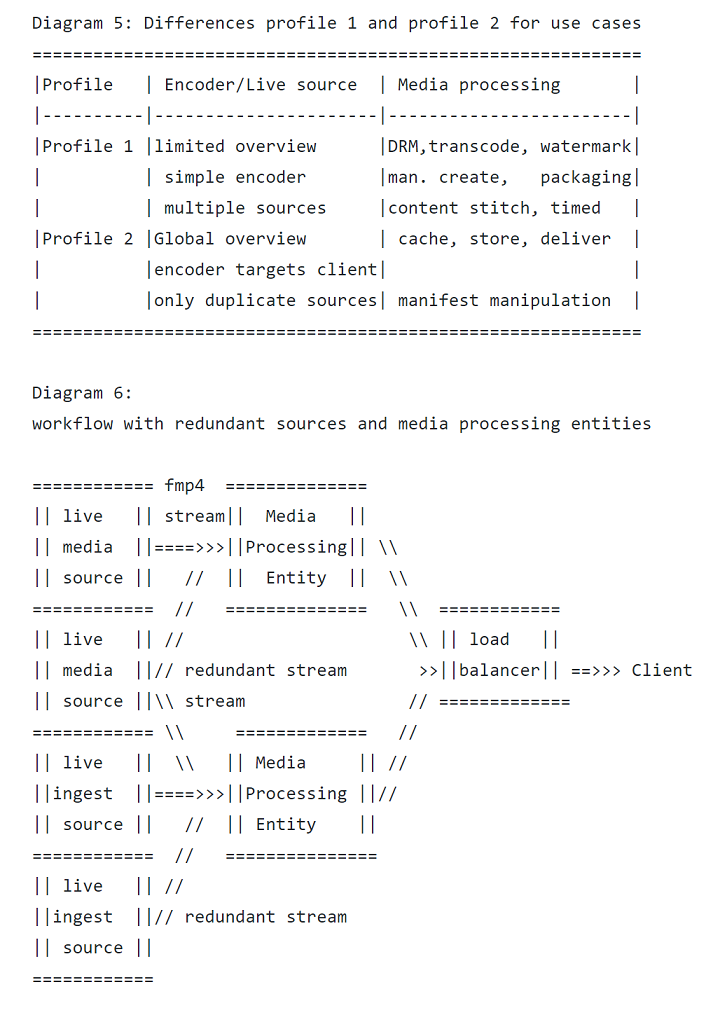 Diagram 5: Differences profile 1 and profile 2 for use cases
============================================================
|Profile   | Encoder/Live source  | Media processing       |
|----------|----------------------|------------------------|
|Profile 1 |limited overview      |DRM,transcode, watermark|
|          | simple encoder       |man. create,   packaging|
|          | multiple sources     |content stitch, timed   |
|Profile 2 |Global overview       | cache, store, deliver  |
|          |encoder targets client|                        |
|          |only duplicate sources| manifest manipulation  |
============================================================

Diagram 6:
workflow with redundant sources and media processing entities

============ fmp4  ==============
|| live   || stream||  Media   ||
|| media  ||====>>>||Processing|| \\
|| source ||   //  ||  Entity  ||  \\
============  //   ==============   \\  ============
|| live   || //                      \\ || load   ||
|| media  ||// redundant stream       >>||balancer|| ==>>> Client
|| source ||\\ stream                // =============
============ \\     =============   //
|| live   ||  \\   || Media     || //
||ingest  ||====>>>||Processing ||//
|| source ||   //  || Entity    ||
============  //   ===============
|| live   || //
||ingest  ||// redundant stream
|| source ||
============